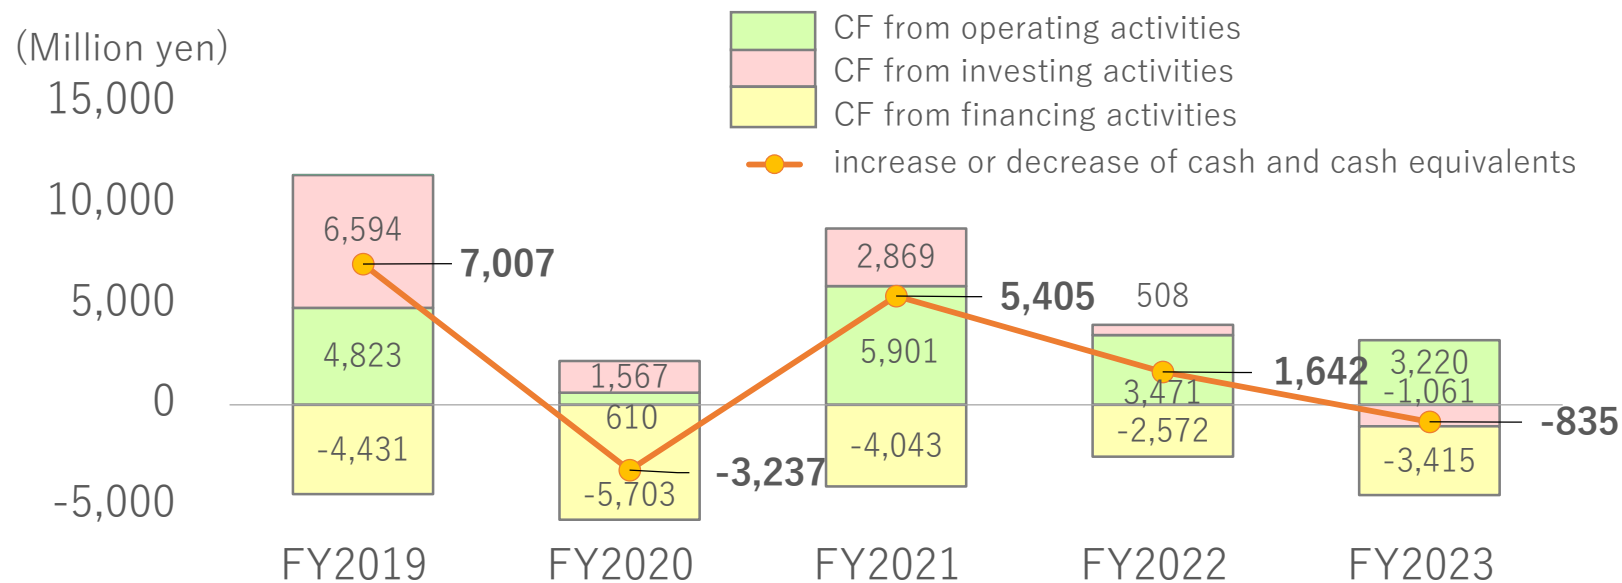 (Million yen)
CF from operating activities
CF from investing activities
CF from financing activities
increase or decrease of cash and cash equivalents
15,000
10,000
5,000
0
-5,000
6,594
7,007
4,823
-4,431
1,567
610
-3,237
-5,703
2,869
5,405
5,901
-4,043
508
1,642
3,471
-2,572
3,220
-1,061
-835
-3,415
FY2019
FY2020
FY2021
FY2022
FY2023